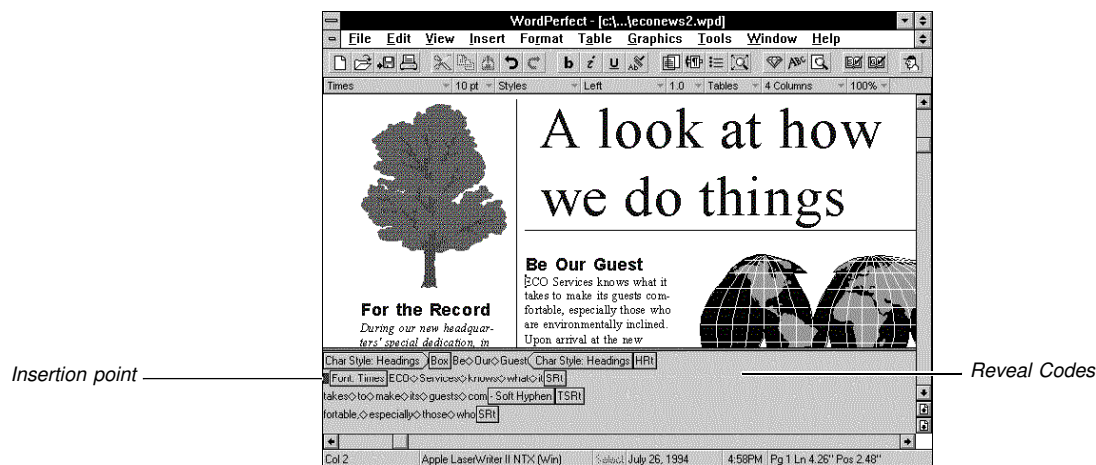 WordPerfect - [c:\...\econews2.wpd]
File Edit View Insert Format Table Graphics Tools Window Help
b i u ABC
Times 10 pt Styles Left 1.0 Tables 4 Columns 100%
A look at how
we do things
For the Record
During our new headquar-
ters' special dedication, in
Be Our Guest
ECO Services knows what it
takes to make its guests com-
fortable, especially those who
are environmentally inclined.
Upon arrival at the new
Char Style: Headings Box Be◇Our◇Guest Char Style: Headings HRt
Font: Times ECO◇Services◇knows◇what◇it SRt
takes◇to◇make◇its◇guests◇com - Soft Hyphen TSRt
fortable,◇especially◇those◇who SRt
Insertion point
Reveal Codes
Col 2 Apple LaserWriter II NTX (Win) Select July 26, 1994 4:58PM Pg 1 Ln 4.26" Pos 2.48"